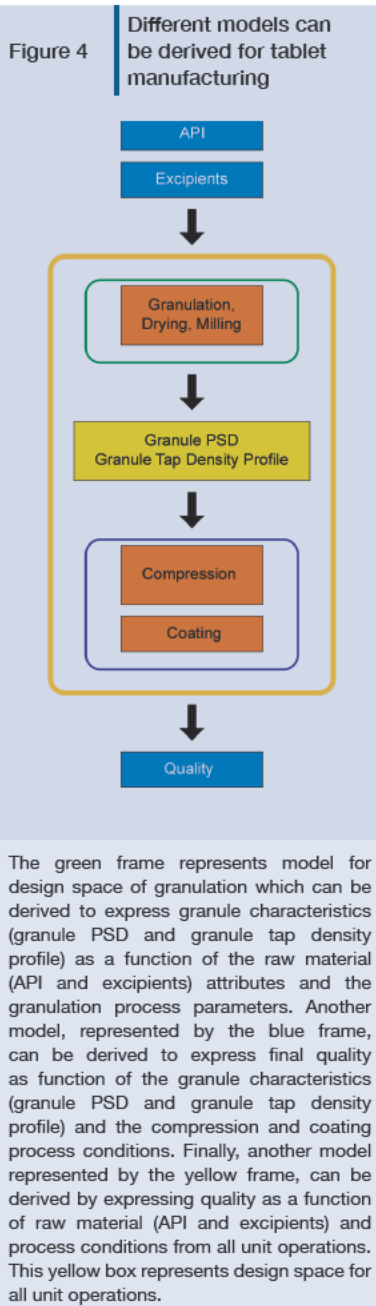 Figure 4
Different models can
be derived for tablet
manufacturing
API
Excipients
Granulation,
Drying, Milling
Granule PSD
Granule Tap Density Profile
Compression
Coating
Quality
The green frame represents model for
design space of granulation which can be
derived to express granule characteristics
(granule PSD and granule tap density
profile) as a function of the raw material
(API and excipients) attributes and the
granulation process parameters. Another
model, represented by the blue frame,
can be derived to express final quality
as function of the granule characteristics
(granule PSD and granule tap density
profile) and the compression and coating
process conditions. Finally, another model
represented by the yellow frame, can be
derived by expressing quality as a function
of raw material (API and excipients) and
process conditions from all unit operations.
This yellow box represents design space for
all unit operations.